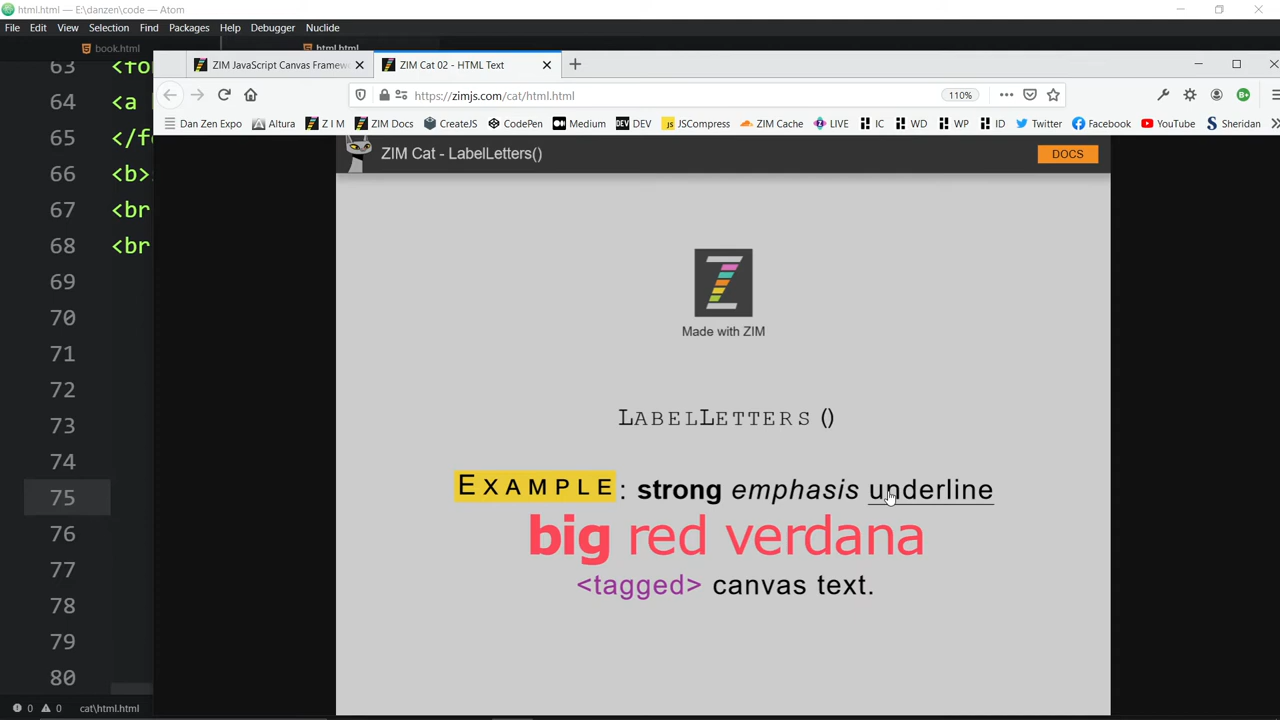 html.html — E:\danzen\code — Atom
File Edit View Selection Find Packages Help Debugger Nuclide
book.html html.html
63 <fo
64 <a
65 </f
66 <b>
67 <br
68 <br
69
70
71
72
73
74
75
76
77
78
79
80
0 0 cat\html.html
ZIM JavaScript Canvas Framew
ZIM Cat 02 - HTML Text
https://zimjs.com/cat/html.html 110%
Dan Zen Expo Altura Z I M ZIM Docs CreateJS CodePen Medium DEV JSCompress ZIM Cache LIVE IC WD WP ID Twitter Facebook YouTube Sheridan
ZIM Cat - LabelLetters() DOCS
Made with ZIM
LABELLETTERS ()
EXAMPLE: strong emphasis underline
big red verdana
<tagged> canvas text.